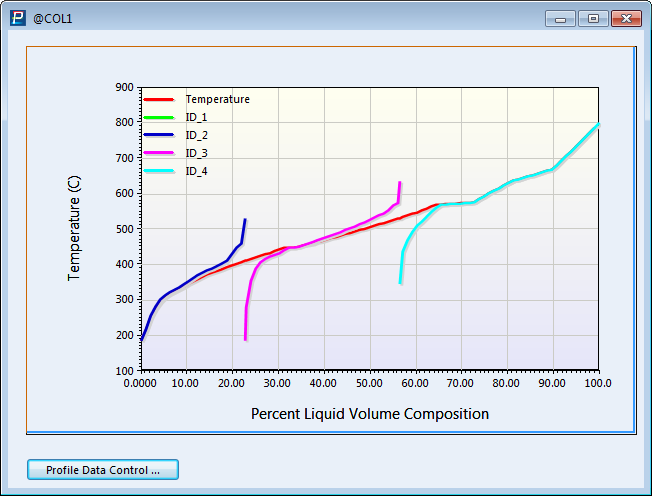 @COL1
900
800
700
600
500
400
300
200
100
Temperature
ID_1
ID_2
ID_3
ID_4
Temperature (C)
0.0000 10.00 20.00 30.00 40.00 50.00 60.00 70.00 80.00 90.00 100.0
Percent Liquid Volume Composition
Profile Data Control ...